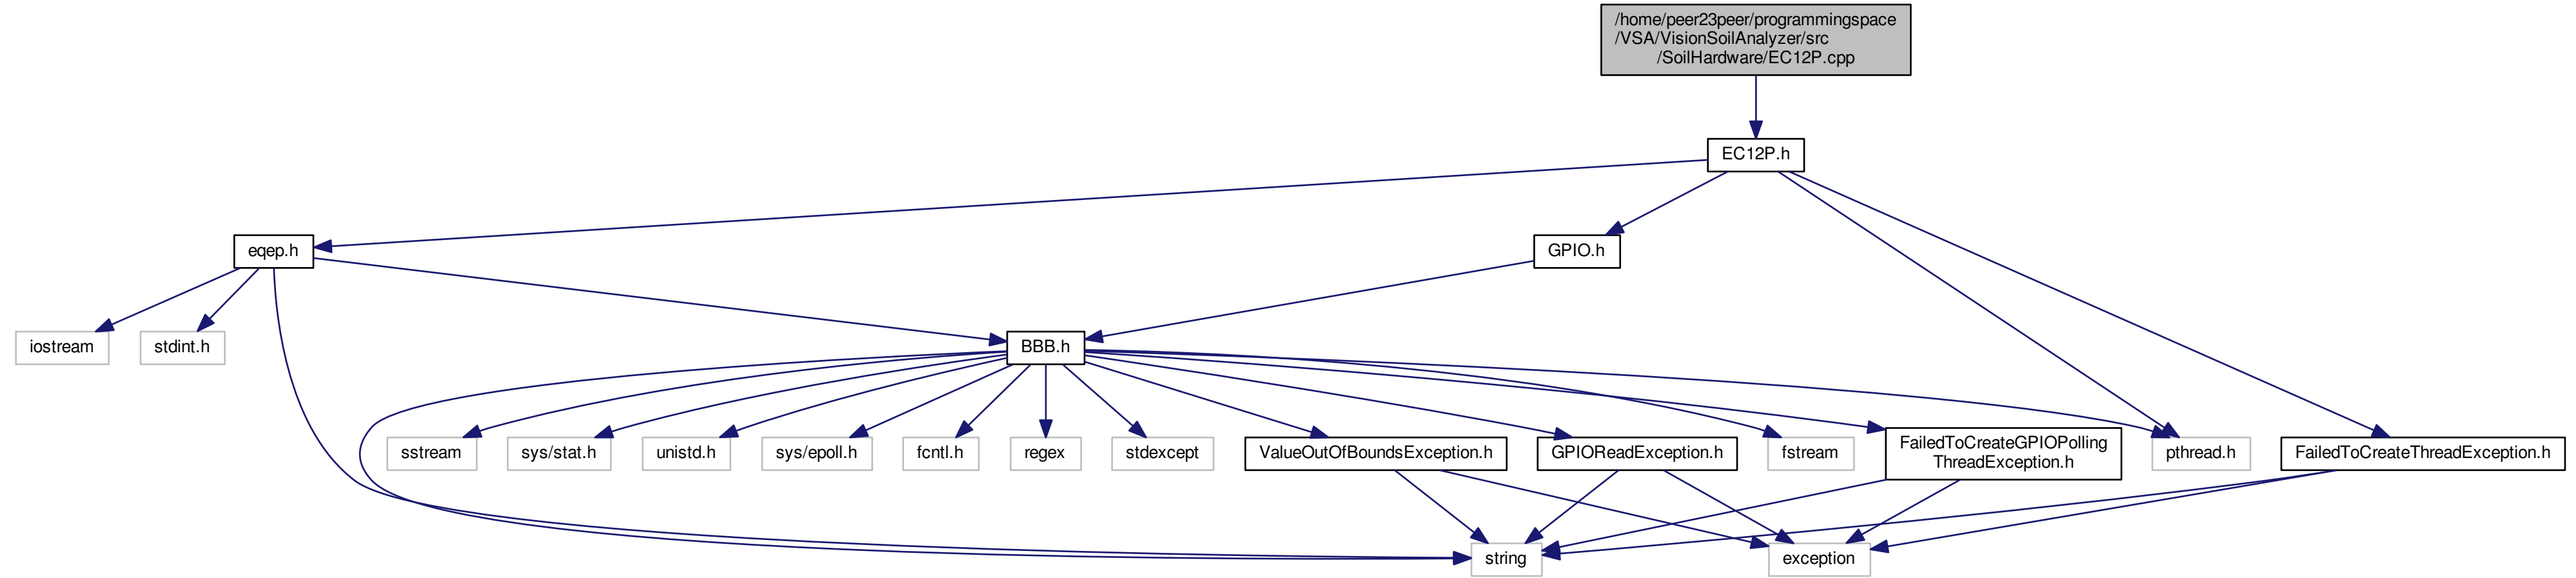 /home/peer23peer/programmingspace
/VSA/VisionSoilAnalyzer/src
/SoilHardware/EC12P.cpp
EC12P.h
eqep.h
GPIO.h
iostream
stdint.h
BBB.h
sstream
sys/stat.h
unistd.h
sys/epoll.h
fcntl.h
regex
stdexcept
ValueOutOfBoundsException.h
GPIOReadException.h
fstream
FailedToCreateGPIOPolling
ThreadException.h
pthread.h
FailedToCreateThreadException.h
string
exception